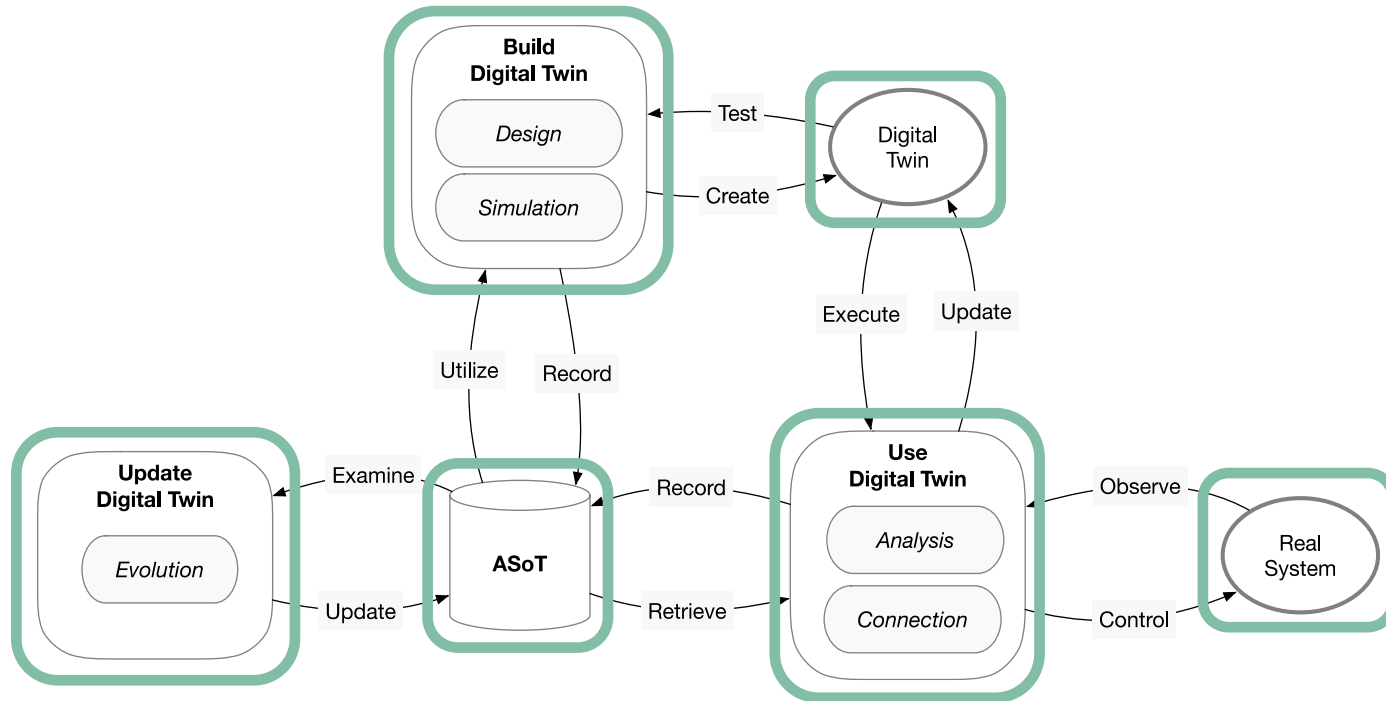 Build
Digital Twin
Design
Simulation
Test
Create
Digital
Twin
Utilize
Record
Execute
Update
Update
Digital Twin
Evolution
Examine
Update
ASoT
Record
Retrieve
Use
Digital Twin
Analysis
Connection
Observe
Control
Real
System